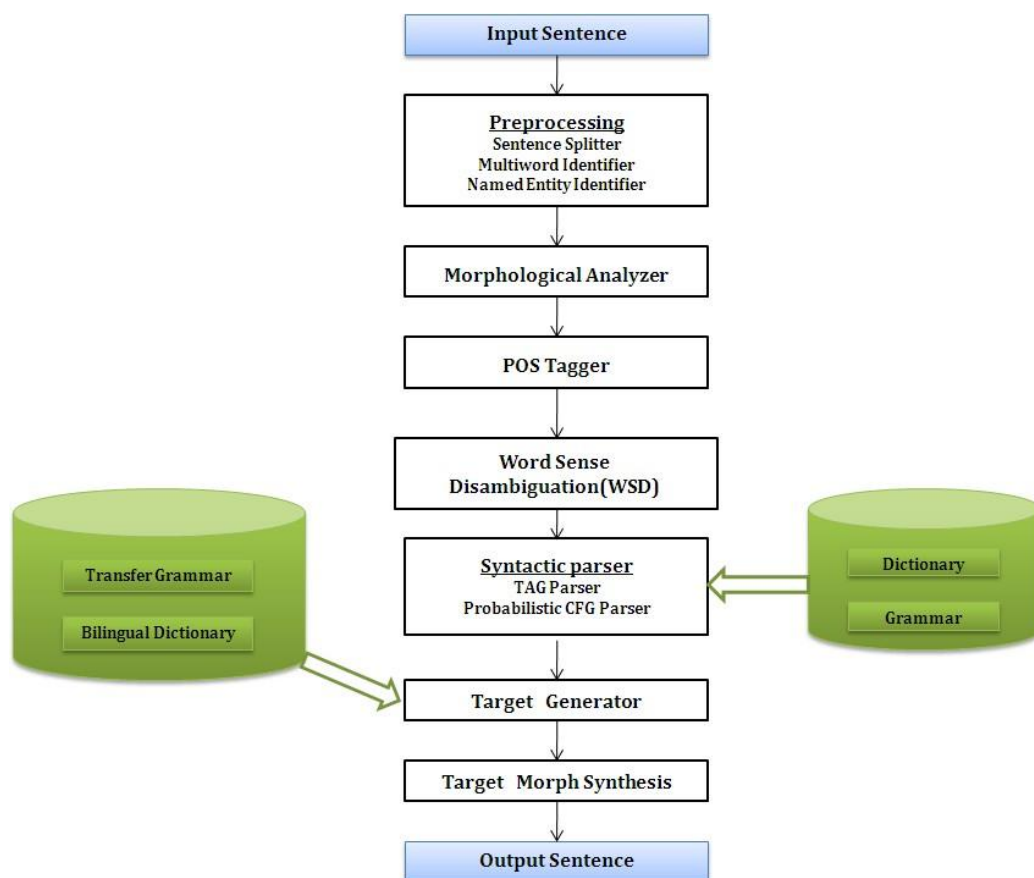 Input Sentence
Preprocessing
Sentence Splitter
Multiword Identifier
Named Entity Identifier
Morphological Analyzer
POS Tagger
Word Sense
Disambiguation(WSD)
Transfer Grammar
Bilingual Dictionary
Syntactic parser
TAG Parser
Probabilistic CFG Parser
Dictionary
Grammar
Target Generator
Target Morph Synthesis
Output Sentence